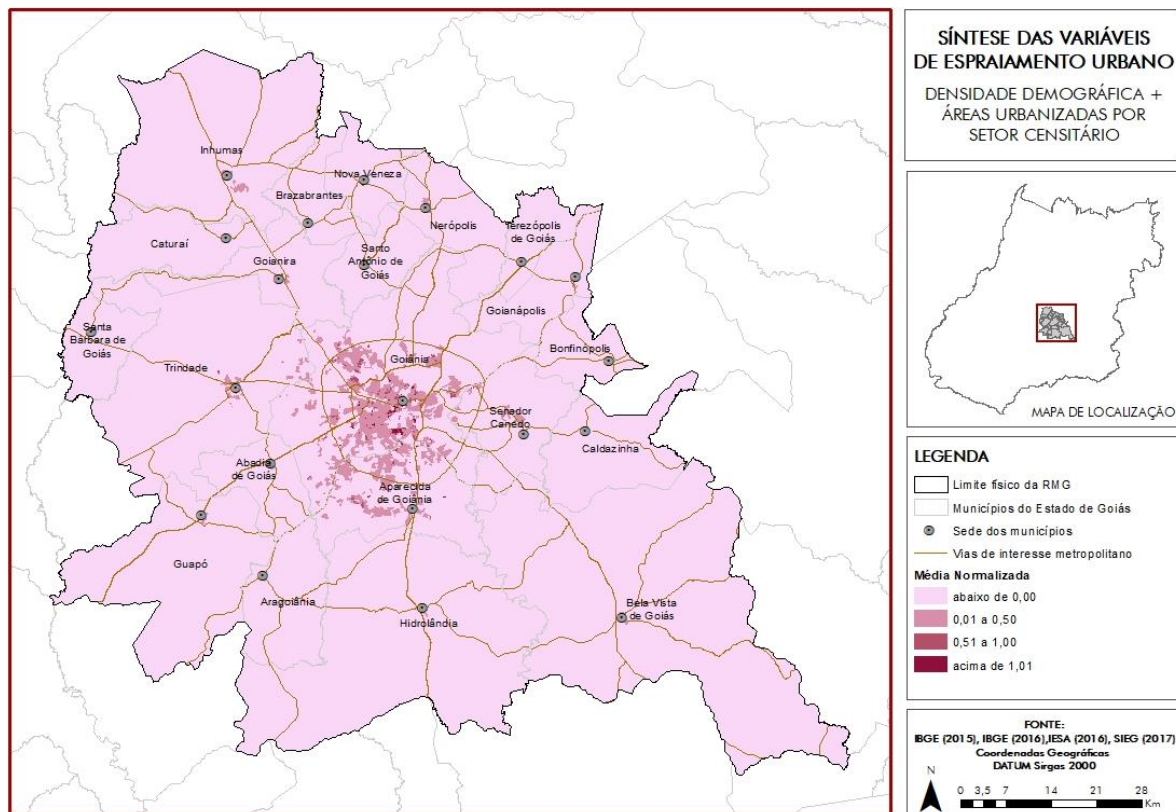 Inhumas
Nova Veneza
Brazabrantes
Nerópolis
Terezópolis
de Goiás
Caturaí
Santo
Antônio de
Goiás
Goianira
Goianápolis
Santa
Bárbara de
Goiás
Bonfinópolis
Goiânia
Trindade
Senador
Canedo
Caldazinha
Abadia
de Goiás
Aparecida
de Goiânia
Guapó
Aragoiânia
Hidrolândia
Bela Vista
de Goiás
SÍNTESE DAS VARIÁVEIS
DE ESPRAIAMENTO URBANO
DENSIDADE DEMOGRÁFICA +
ÁREAS URBANIZADAS POR
SETOR CENSITÁRIO
MAPA DE LOCALIZAÇÃO
LEGENDA
Limite físico da RMG
Municípios do Estado de Goiás
Sede dos municípios
Vias de interesse metropolitano
Média Normalizada
abaixo de 0,00
0,01 a 0,50
0,51 a 1,00
acima de 1,01
FONTE:
IBGE (2015), IBGE (2016),IESA (2016), SIEG (2017)
Coordenadas Geográficas
DATUM Sirgas 2000
N
0 3,5 7 14 21 28
Km